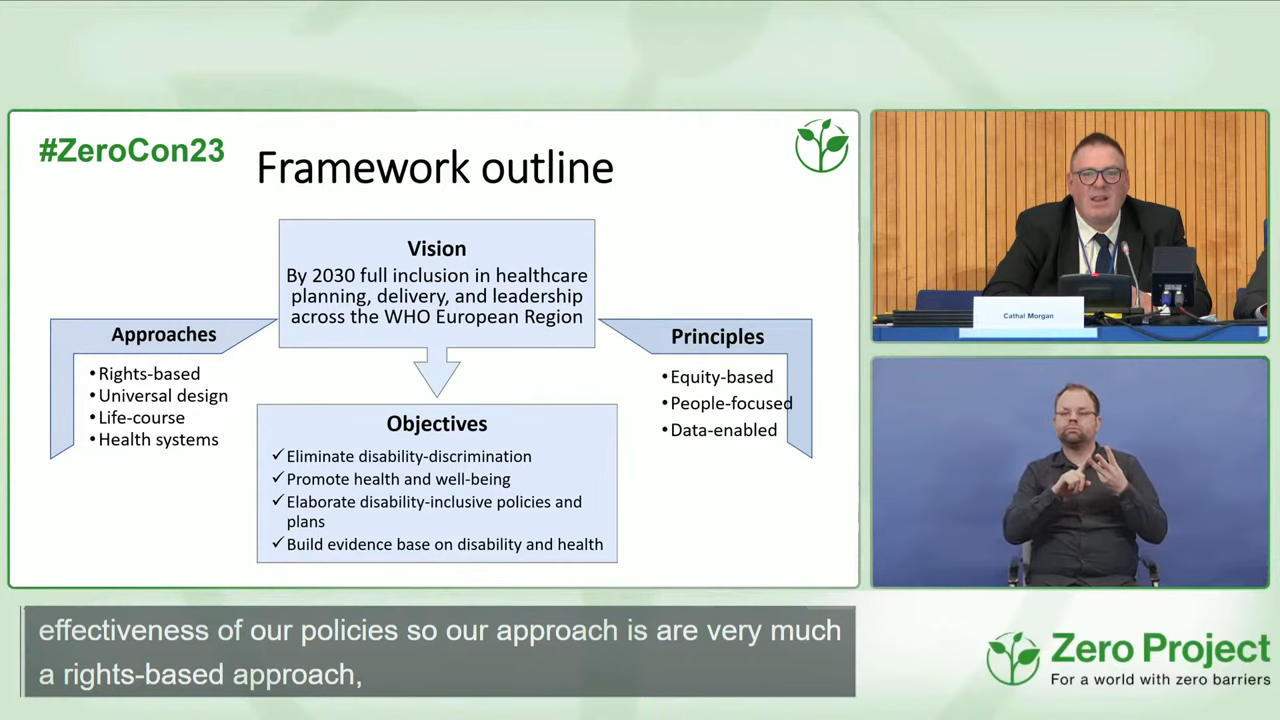 #ZeroCon23
Framework outline
Vision
By 2030 full inclusion in healthcare
planning, delivery, and leadership
across the WHO European Region
Approaches
•Rights-based
•Universal design
•Life-course
•Health systems
Principles
•Equity-based
•People-focused
•Data-enabled
Objectives
✓Eliminate disability-discrimination
✓Promote health and well-being
✓Elaborate disability-inclusive policies and
plans
✓Build evidence base on disability and health
Cathal Morgan
effectiveness of our policies so our approach is are very much
a rights-based approach,
Zero Project
For a world with zero barriers